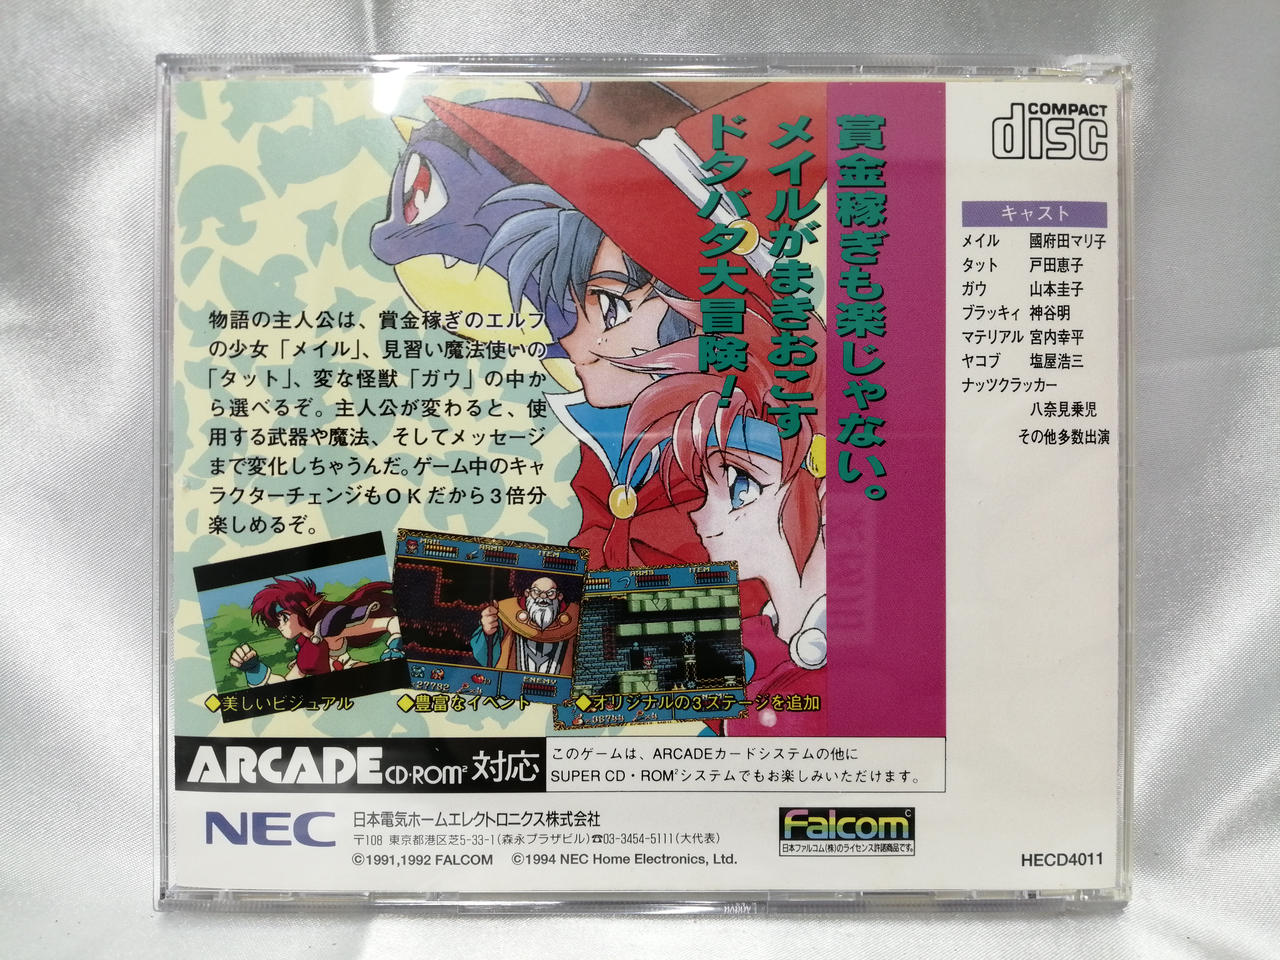 COMPACT
disc
賞金稼ぎも楽じゃない。
メイルがまきおこす
ドタバタ大冒険！
キャスト
メイル 國府田マリ子
タット 戸田恵子
ガウ 山本圭子
ブラッキィ 神谷明
マテリアル 宮内幸平
ヤコブ 塩屋浩三
ナッツクラッカー
八奈見乗児
その他多数出演
物語の主人公は、賞金稼ぎのエルフ
の少女「メイル」、見習い魔法使いの
「タット」、変な怪獣「ガウ」の中か
ら選べるぞ。主人公が変わると、使
用する武器や魔法、そしてメッセージ
まで変化しちゃうんだ。ゲーム中のキャ
ラクターチェンジもOKだから3倍分
楽しめるぞ。
MAIL ARMS ITEM
27792
ENEMY
ARMS ITEM
◆美しいビジュアル
◆豊富なイベント
◆オリジナルの3ステージを追加
ARCADE CD・ROM² 対応
このゲームは、ARCADEカードシステムの他に
SUPER CD・ROM²システムでもお楽しみいただけます。
NEC
日本電気ホームエレクトロニクス株式会社
〒108 東京都港区芝5-33-1(森永プラザビル)☎03-3454-5111(大代表)
©1991,1992 FALCOM ©1994 NEC Home Electronics, Ltd.
Falcom C
日本ファルコム(株)のライセンス許諾商品です。
HECD4011